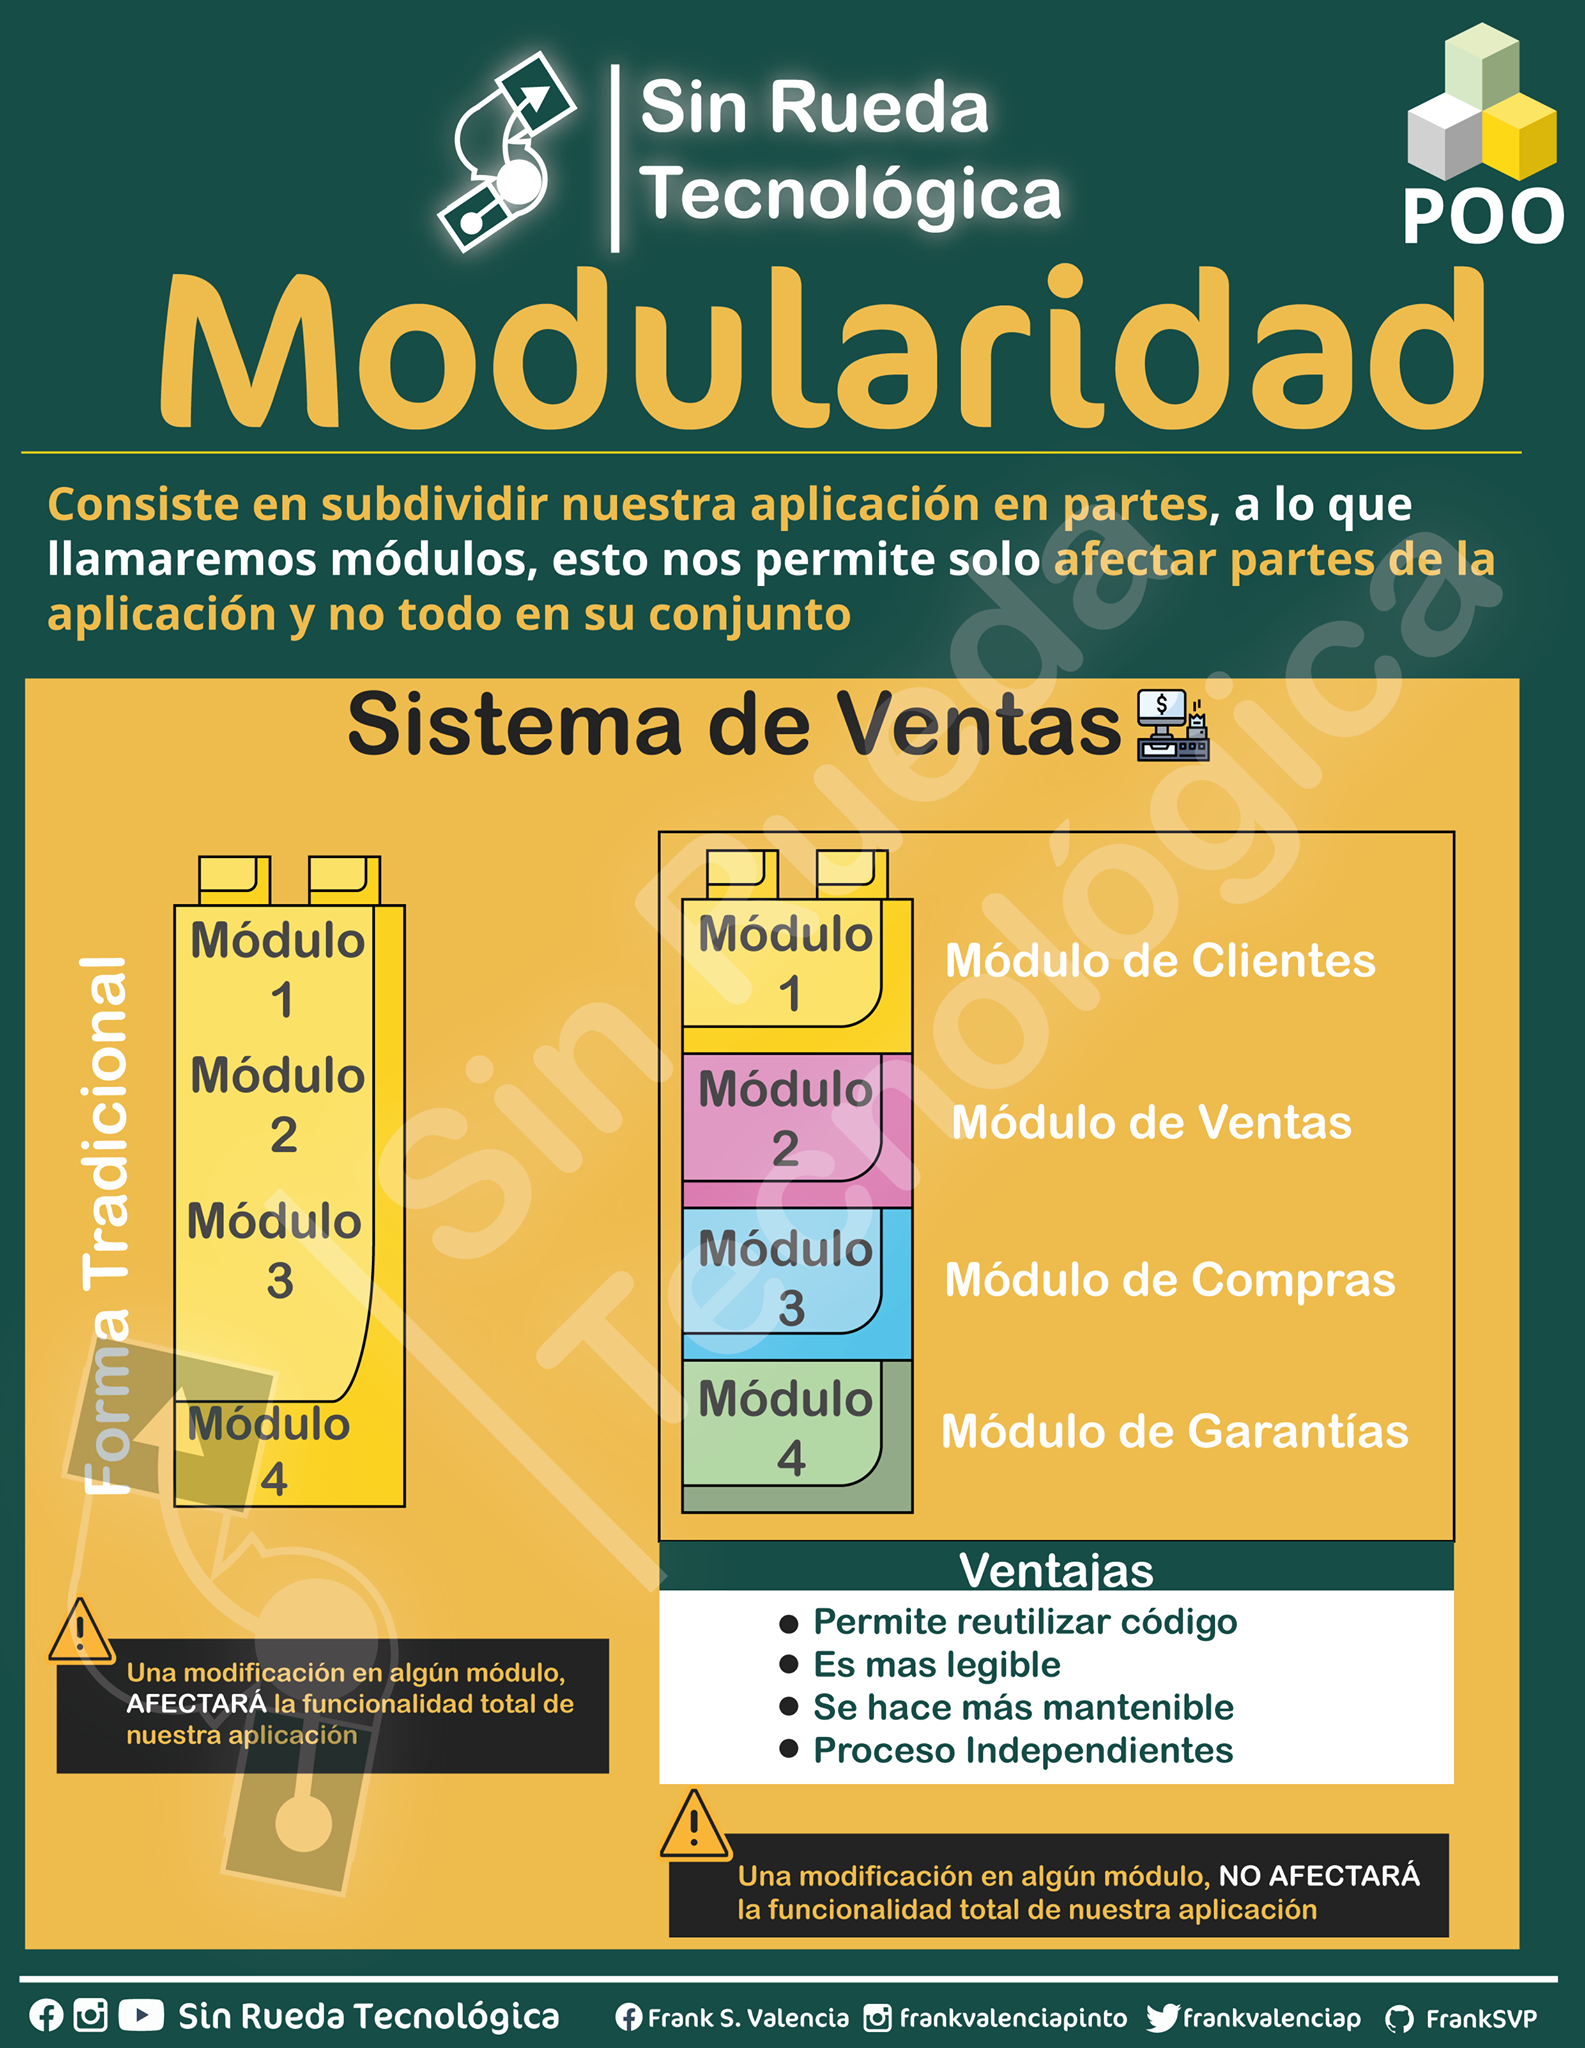 Sin Rueda
Tecnológica
POO
Modularidad
Consiste en subdividir nuestra aplicación en partes, a lo que
llamaremos módulos, esto nos permite solo afectar partes de la
aplicación y no todo en su conjunto
Sistema de Ventas
$
Forma Tradicional
Módulo
1
Módulo
2
Módulo
3
Módulo
4
Una modificación en algún módulo,
AFECTARÁ la funcionalidad total de
nuestra aplicación
Módulo
1
Módulo de Clientes
Módulo
2
Módulo de Ventas
Módulo
3
Módulo de Compras
Módulo
4
Módulo de Garantías
Ventajas
● Permite reutilizar código
● Es mas legible
● Se hace más mantenible
● Proceso Independientes
Una modificación en algún módulo, NO AFECTARÁ
la funcionalidad total de nuestra aplicación
Sin Rueda
Tecnológica
Sin Rueda Tecnológica Frank S. Valencia frankvalenciapinto frankvalenciap FrankSVP